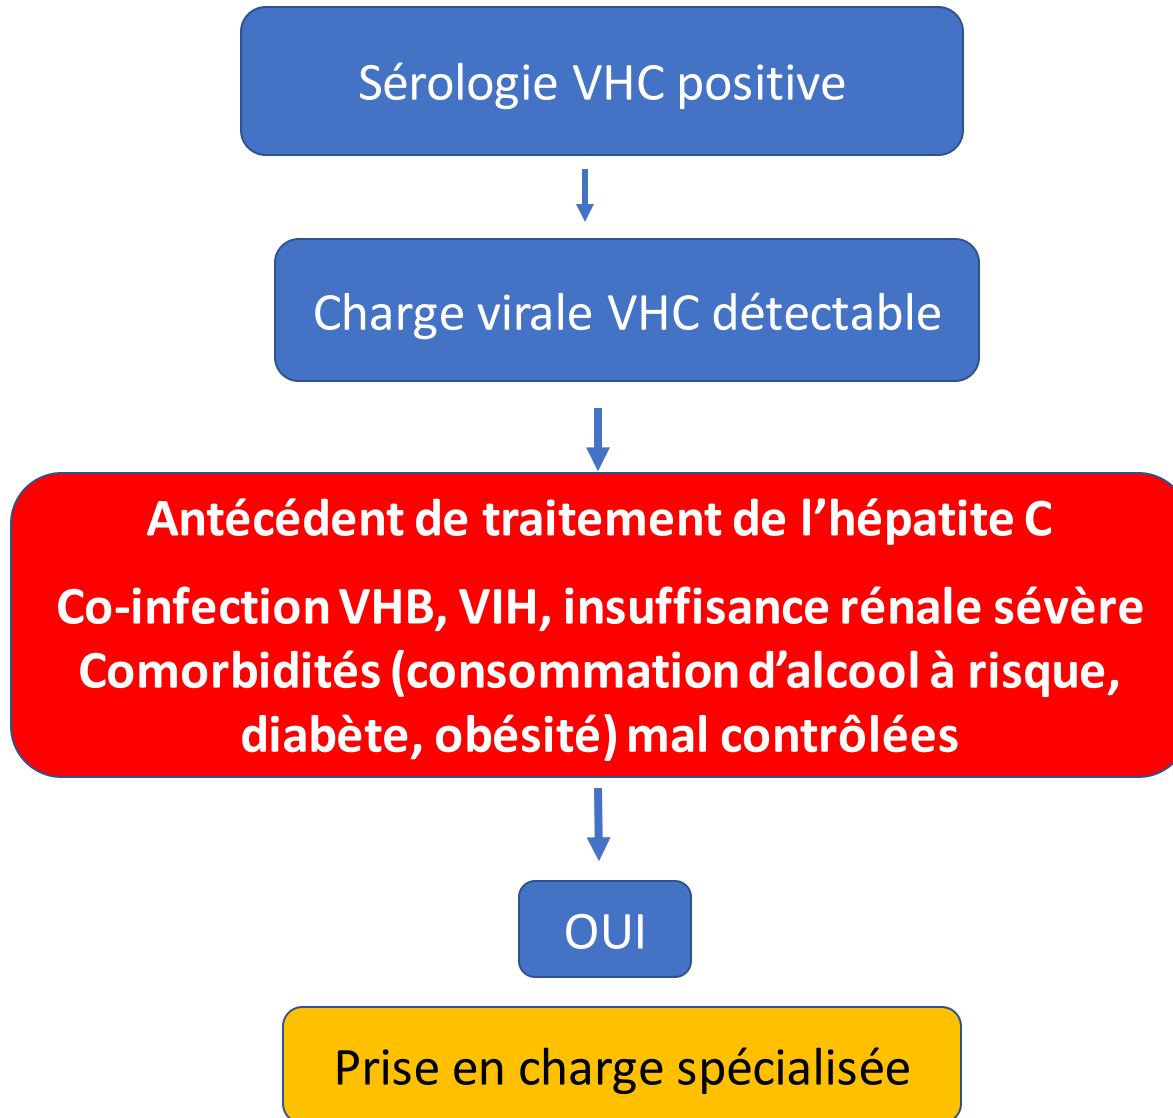 Sérologie VHC positive
Charge virale VHC détectable
Antécédent de traitement de l’hépatite C
Co-infection VHB, VIH, insuffisance rénale sévère
Comorbidités (consommation d’alcool à risque,
diabète, obésité) mal contrôlées
OUI
Prise en charge spécialisée